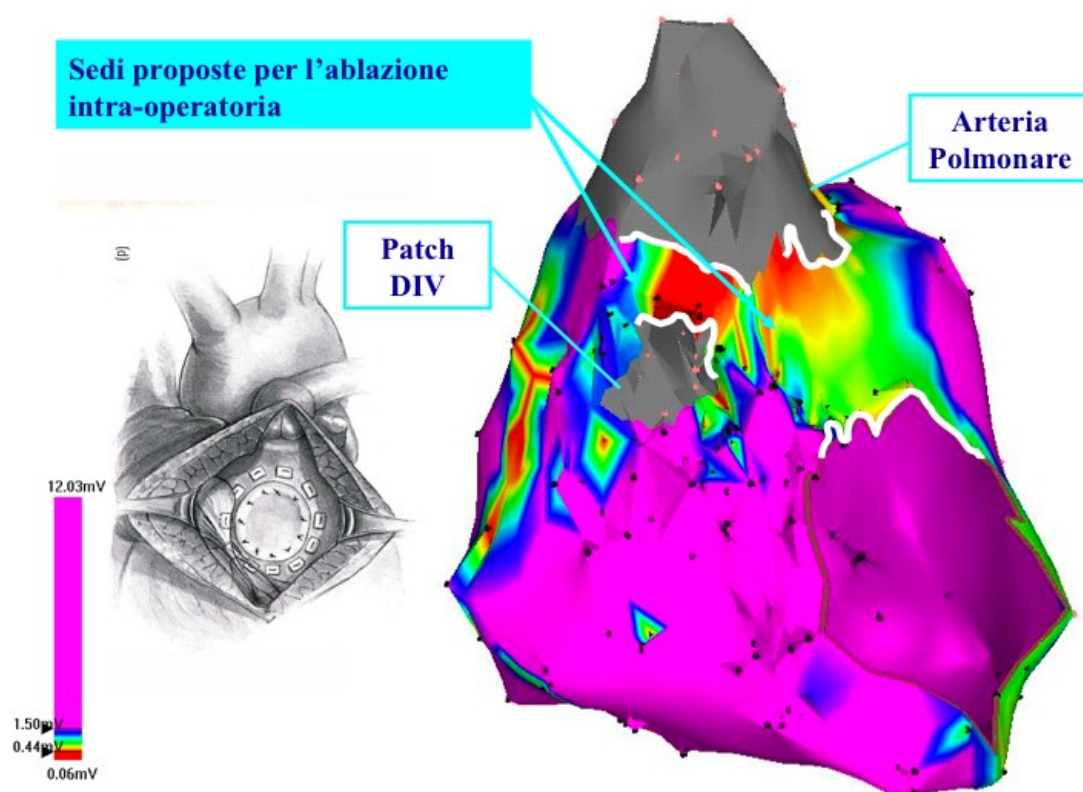 Sedi proposte per l’ablazione
intra-operatoria
Arteria
Polmonare
Patch
DIV
(d)
12.03mV
1.50mV
0.44mV
0.06mV